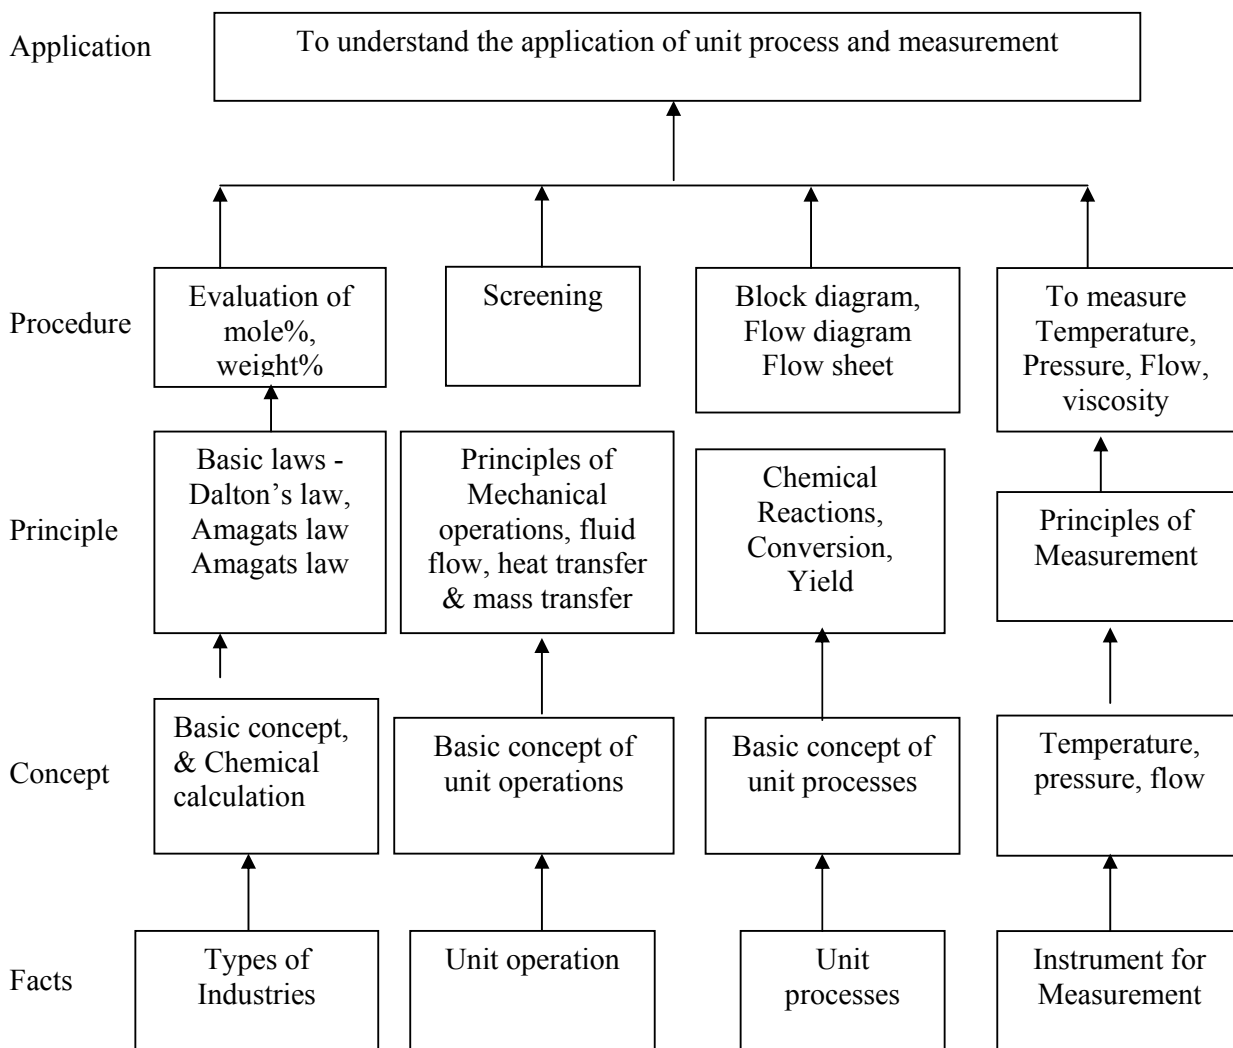 Application
To understand the application of unit process and measurement
Procedure
Evaluation of
mole%,
weight%
Screening
Block diagram,
Flow diagram
Flow sheet
To measure
Temperature,
Pressure, Flow,
viscosity
Principle
Basic laws -
Dalton’s law,
Amagats law
Amagats law
Principles of
Mechanical
operations, fluid
flow, heat transfer
& mass transfer
Chemical
Reactions,
Conversion,
Yield
Principles of
Measurement
Concept
Basic concept,
& Chemical
calculation
Basic concept of
unit operations
Basic concept of
unit processes
Temperature,
pressure, flow
Facts
Types of
Industries
Unit operation
Unit
processes
Instrument for
Measurement